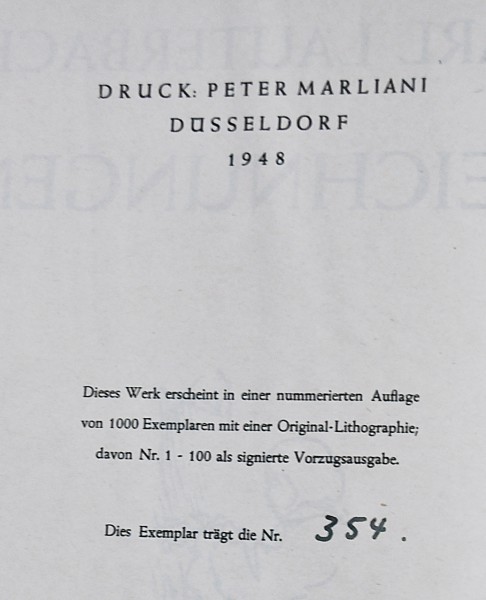 DRUCK: PETER MARLIANI
DÜSSELDORF
1948
Dieses Werk erscheint in einer nummerierten Auflage
von 1000 Exemplaren mit einer Original-Lithographie;
davon Nr. 1 - 100 als signierte Vorzugsausgabe.
Dies Exemplar trägt die Nr. 354.